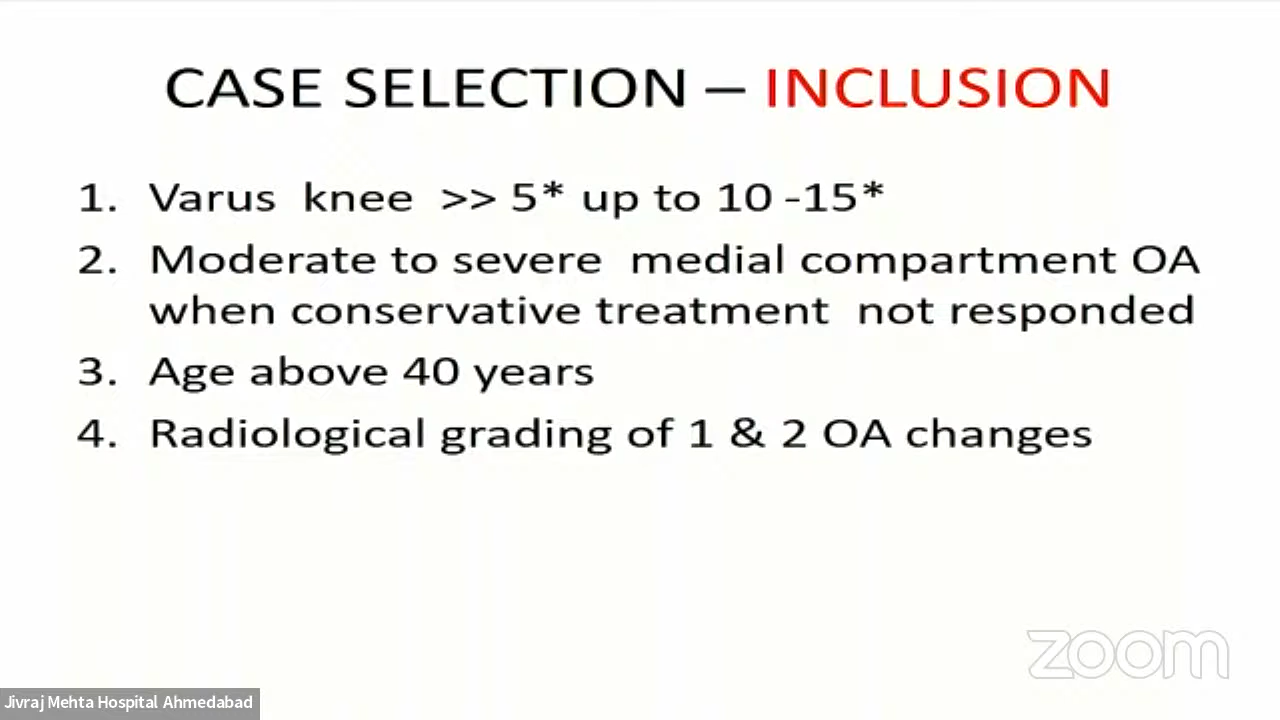 CASE SELECTION – INCLUSION
1. Varus knee >> 5* up to 10 -15*
2. Moderate to severe medial compartment OA
when conservative treatment not responded
3. Age above 40 years
4. Radiological grading of 1 & 2 OA changes
zoom
Jivraj Mehta Hospital Ahmedabad